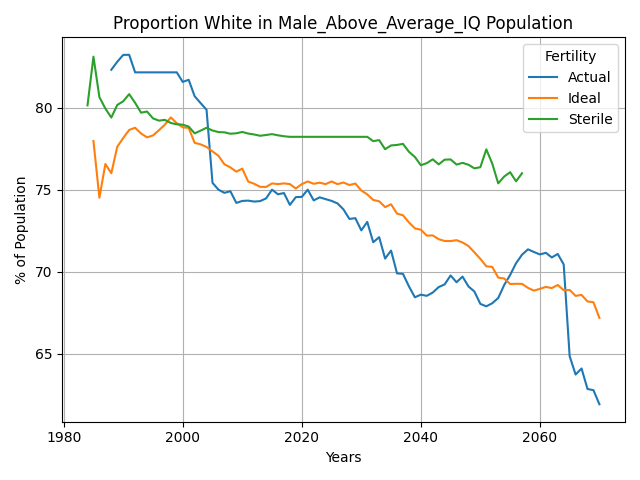 Proportion White in Male_Above_Average_IQ Population
Fertility
Actual
Ideal
Sterile
% of Population
80
75
70
65
1980
2000
2020
2040
2060
Years